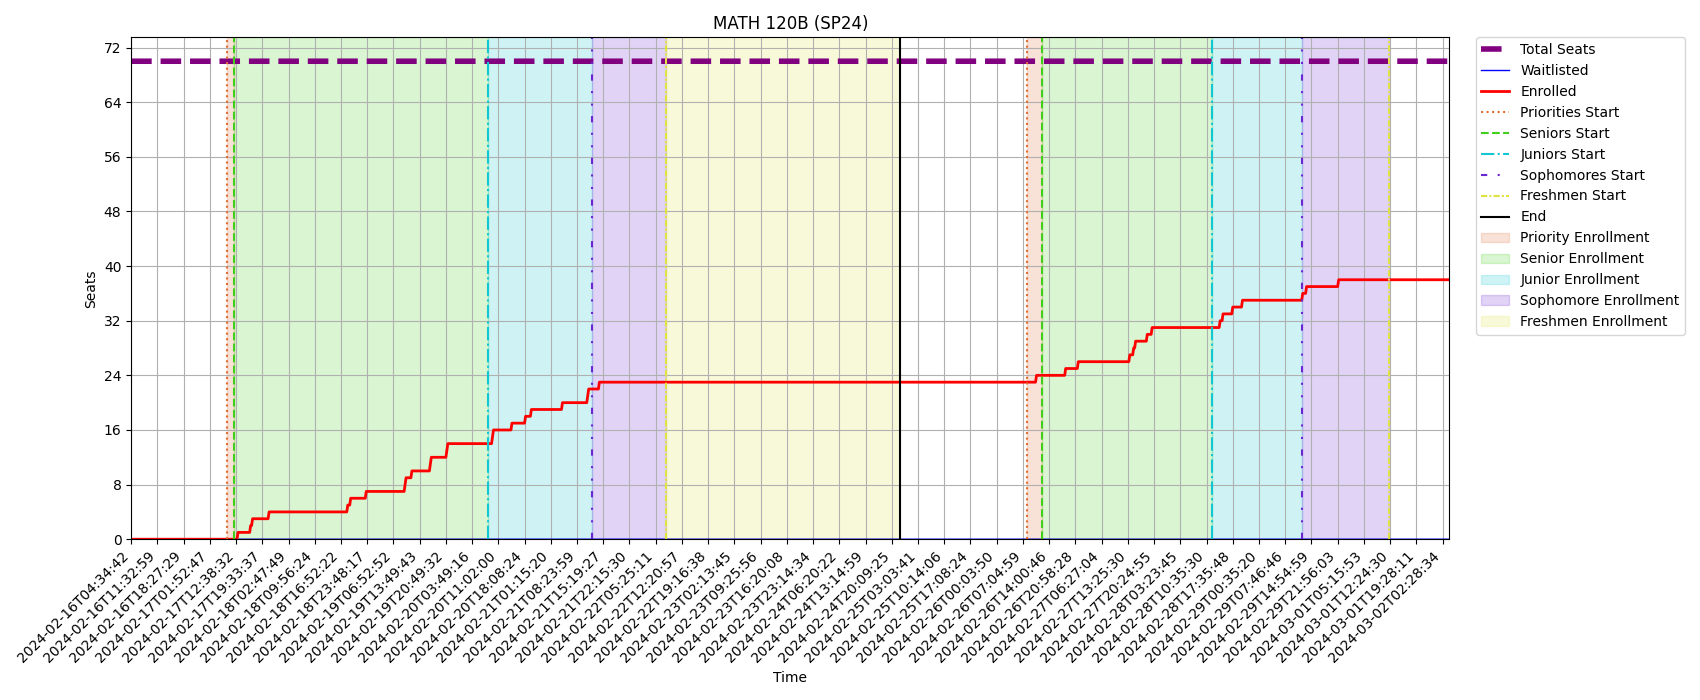 MATH 120B (SP24)
Seats
72
64
56
48
40
32
24
16
8
0
2024-02-16T04:34:42
2024-02-16T11:32:59
2024-02-16T18:27:29
2024-02-17T01:52:47
2024-02-17T12:38:32
2024-02-17T19:33:37
2024-02-18T02:47:49
2024-02-18T09:56:24
2024-02-18T16:52:22
2024-02-18T23:48:17
2024-02-19T06:52:52
2024-02-19T13:49:43
2024-02-19T20:49:32
2024-02-20T03:49:16
2024-02-20T11:02:00
2024-02-20T18:08:24
2024-02-21T01:15:20
2024-02-21T08:23:59
2024-02-21T15:19:27
2024-02-21T22:15:30
2024-02-22T05:25:11
2024-02-22T12:20:57
2024-02-22T19:16:38
2024-02-23T02:13:45
2024-02-23T09:25:56
2024-02-23T16:20:08
2024-02-23T23:14:34
2024-02-24T06:20:22
2024-02-24T13:14:59
2024-02-24T20:09:25
2024-02-25T03:03:41
2024-02-25T10:14:06
2024-02-25T17:08:24
2024-02-26T00:03:50
2024-02-26T07:04:59
2024-02-26T14:00:46
2024-02-26T20:58:28
2024-02-27T06:27:04
2024-02-27T13:25:30
2024-02-27T20:24:55
2024-02-28T03:23:45
2024-02-28T10:35:30
2024-02-28T17:35:48
2024-02-29T00:35:20
2024-02-29T07:46:46
2024-02-29T14:54:59
2024-02-29T21:56:03
2024-03-01T05:15:53
2024-03-01T12:24:30
2024-03-01T19:28:11
2024-03-02T02:28:34
Time
Total Seats
Waitlisted
Enrolled
Priorities Start
Seniors Start
Juniors Start
Sophomores Start
Freshmen Start
End
Priority Enrollment
Senior Enrollment
Junior Enrollment
Sophomore Enrollment
Freshmen Enrollment